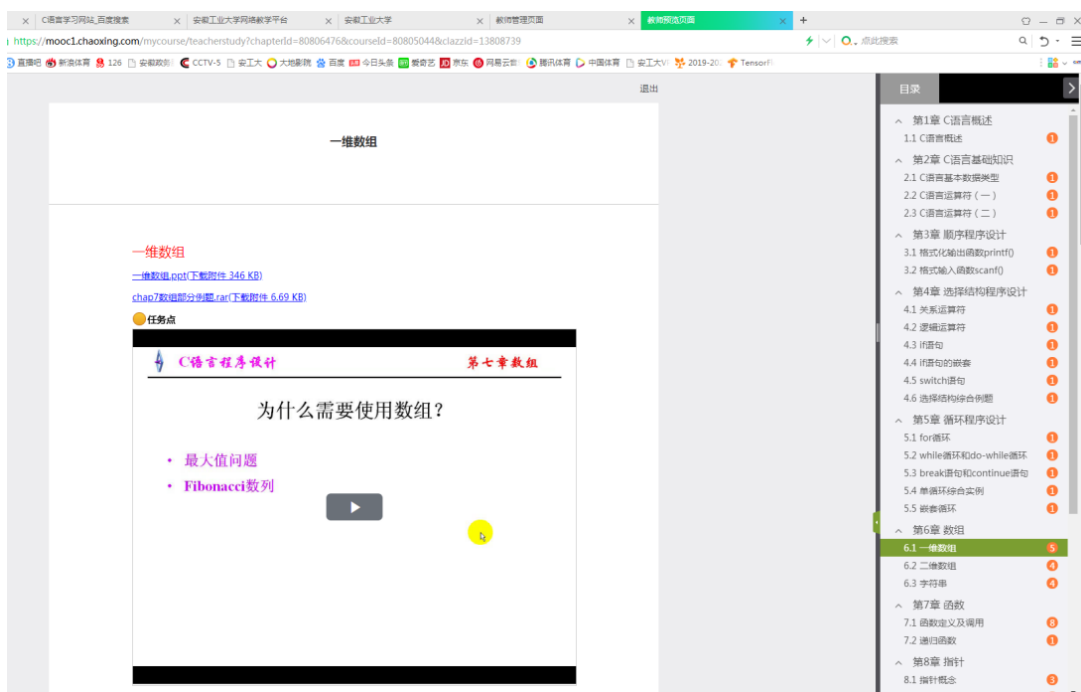 C语言学习网站_百度搜索
安徽工业大学网络教学平台
安徽工业大学
教师管理页面
教师预览页面
https://mooc1.chaoxing.com/mycourse/teacherstudy?chapterId=80806476&courseId=80805044&clazzid=13808739
点此搜索
直播吧 新浪体育 126 安徽政务 CCTV-5 安工大 大地影院 百度 今日头条 爱奇艺 京东 网易云音 腾讯体育 中国体育 安工大V 2019-20 TensorF
退出
一维数组
一维数组
一维数组.ppt(下载附件 346 KB)
chap7数组部分例题.rar(下载附件 6.69 KB)
任务点
C语言程序设计 第七章数组
为什么需要使用数组?
• 最大值问题
• Fibonacci数列
目录
第1章 C语言概述
1.1 C语言概述 1
第2章 C语言基础知识
2.1 C语言基本数据类型 1
2.2 C语言运算符(一) 1
2.3 C语言运算符(二) 1
第3章 顺序程序设计
3.1 格式化输出函数printf() 1
3.2 格式输入函数scanf() 1
第4章 选择结构程序设计
4.1 关系运算符 1
4.2 逻辑运算符 1
4.3 if语句 1
4.4 if语句的嵌套 1
4.5 switch语句 1
4.6 选择结构综合例题 1
第5章 循环程序设计
5.1 for循环 1
5.2 while循环和do-while循环 1
5.3 break语句和continue语句 1
5.4 单循环综合实例 1
5.5 嵌套循环 1
第6章 数组
6.1 一维数组 5
6.2 二维数组 4
6.3 字符串 4
第7章 函数
7.1 函数定义及调用 8
7.2 递归函数 1
第8章 指针
8.1 指针概念 3